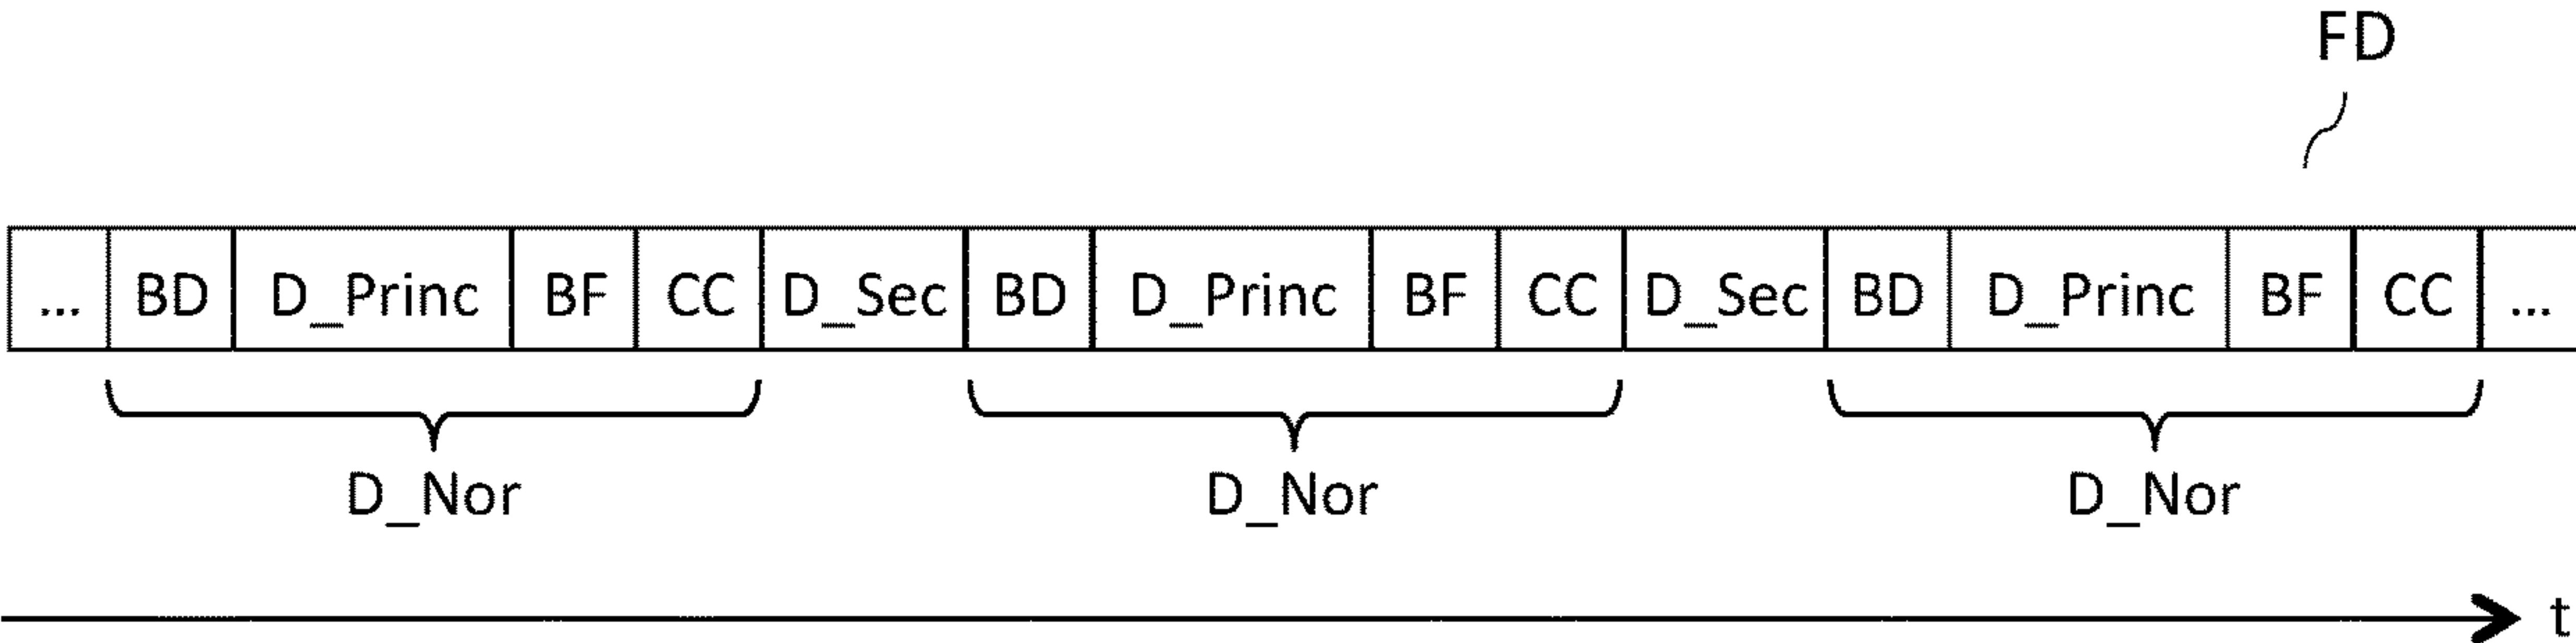 FD
... BD D_Princ BF CC D_Sec BD D_Princ BF CC D_Sec BD D_Princ BF CC ...
D_Nor D_Nor D_Nor
t